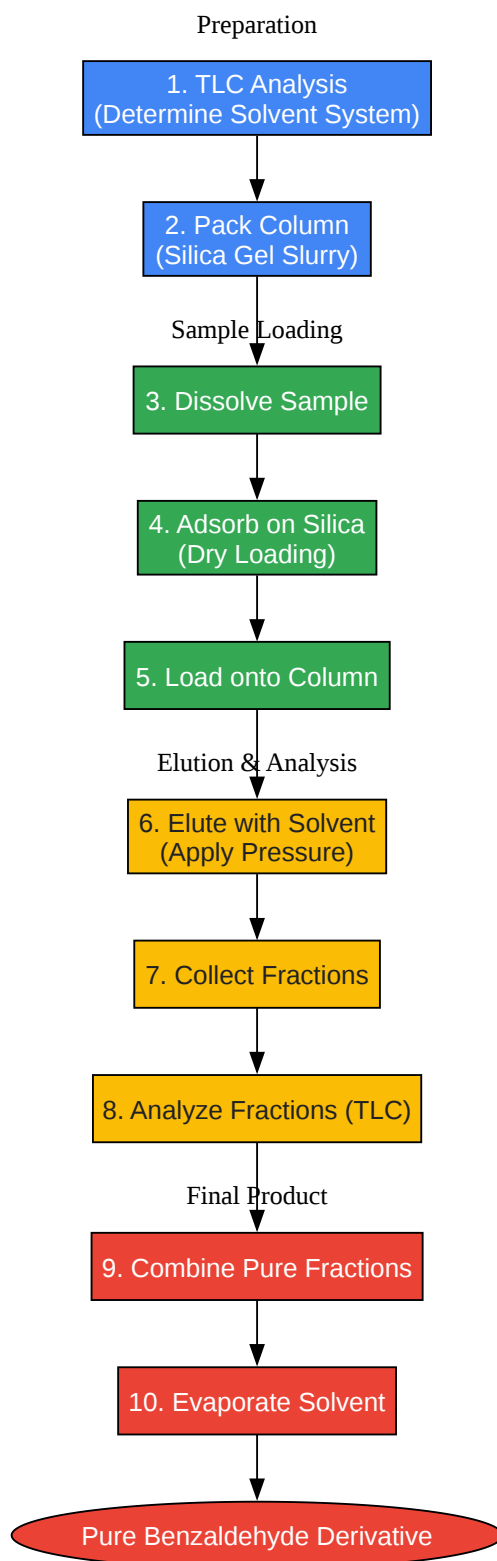 Preparation
1. TLC Analysis
(Determine Solvent System)
2. Pack Column
(Silica Gel Slurry)
Sample Loading
3. Dissolve Sample
4. Adsorb on Silica
(Dry Loading)
5. Load onto Column
Elution & Analysis
6. Elute with Solvent
(Apply Pressure)
7. Collect Fractions
8. Analyze Fractions (TLC)
Final Product
9. Combine Pure Fractions
10. Evaporate Solvent
Pure Benzaldehyde Derivative